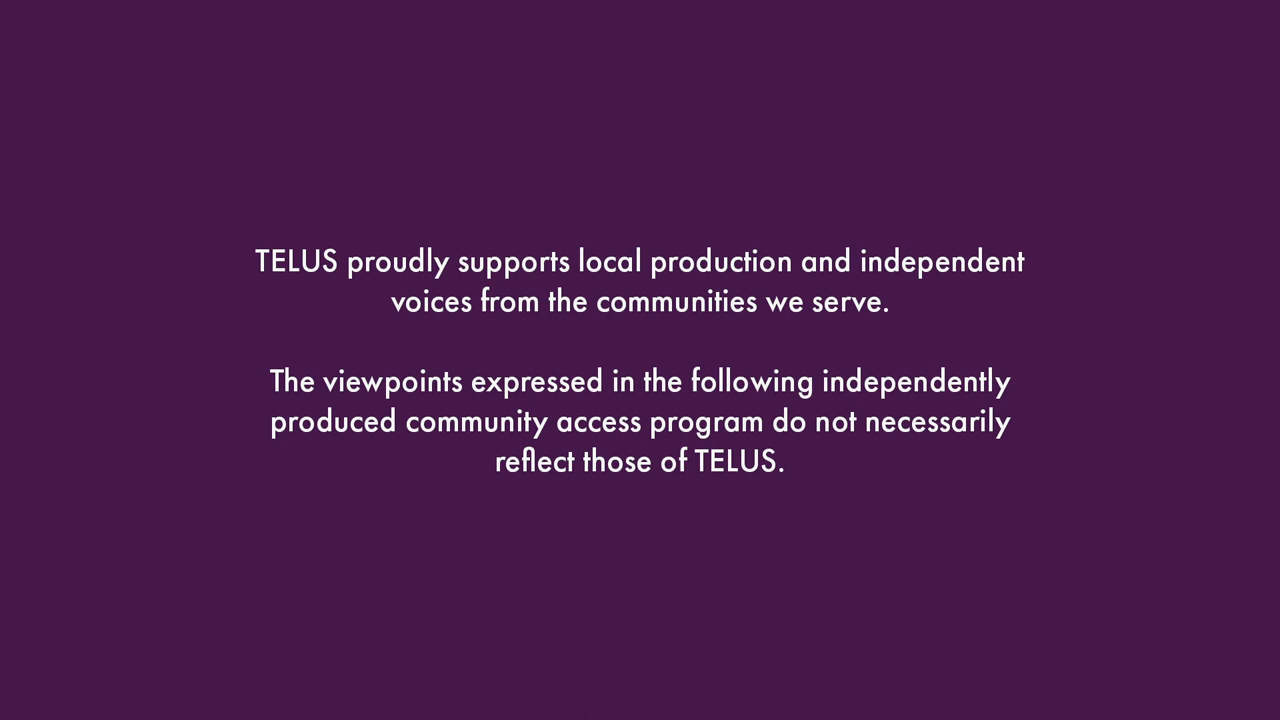 TELUS proudly supports local production and independent
voices from the communities we serve.
The viewpoints expressed in the following independently
produced community access program do not necessarily
reflect those of TELUS.